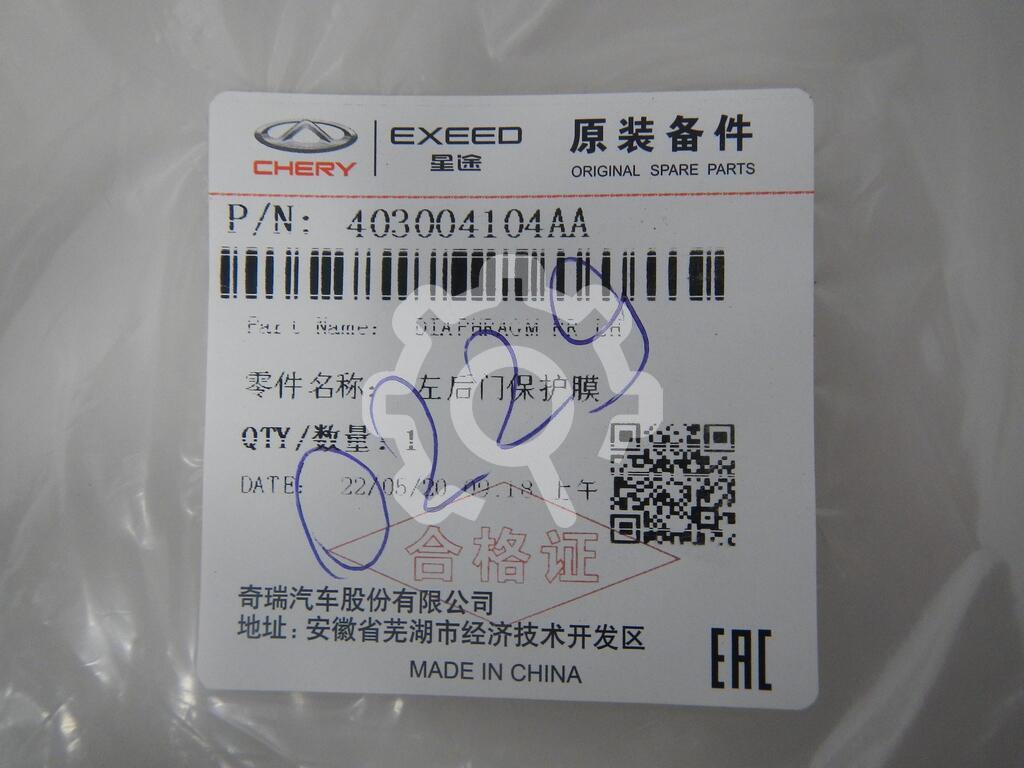 CHERY EXEED 星途 原装备件
ORIGINAL SPARE PARTS
P/N: 403004104AA
Part Name: DIAPHRAGM RR LH
零件名称: 左后门保护膜
QTY/数量: 1
DATE: 22/05/20 09:18 上午
0229
合格证
奇瑞汽车股份有限公司
地址:安徽省芜湖市经济技术开发区
MADE IN CHINA
EAC